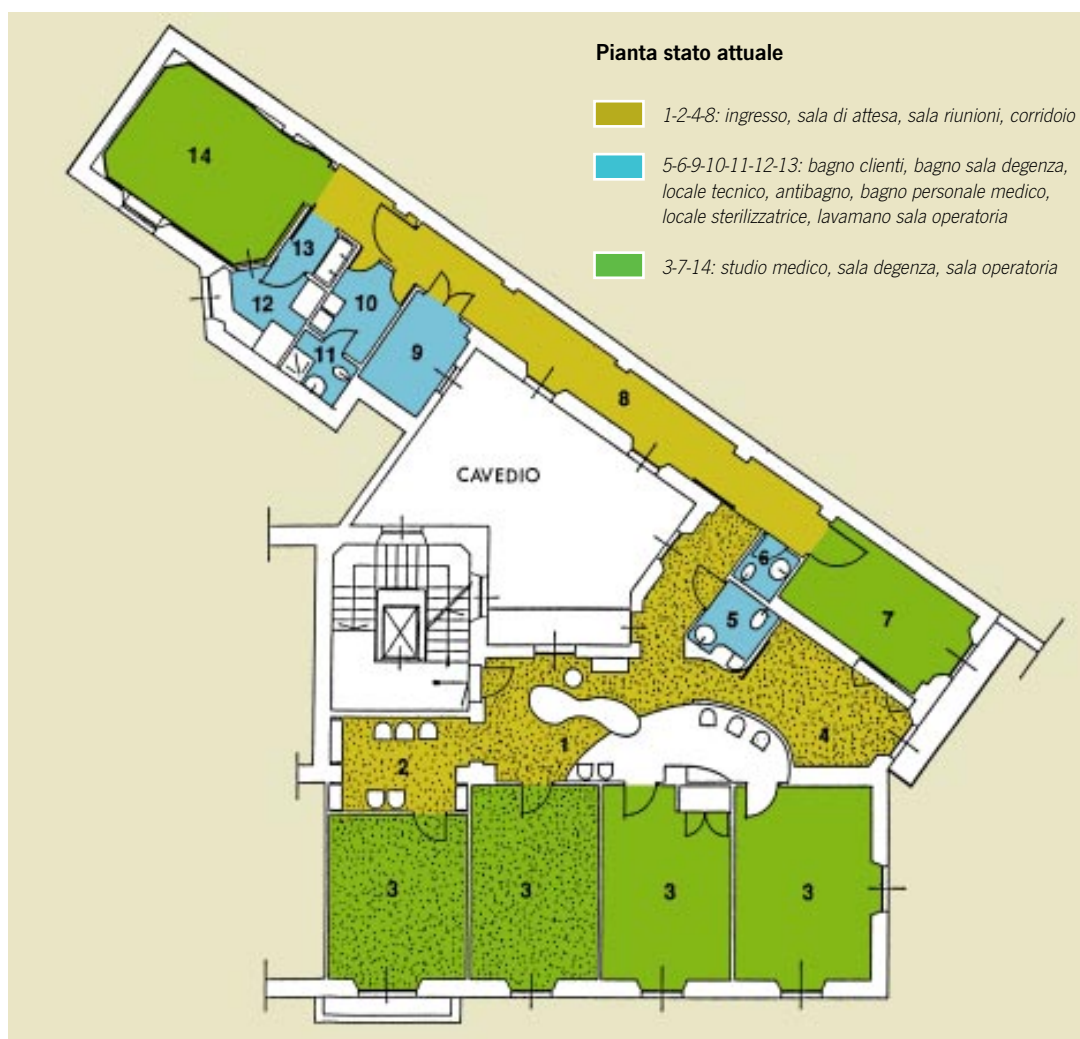 Pianta stato attuale
1-2-4-8: ingresso, sala di attesa, sala riunioni, corridoio
5-6-9-10-11-12-13: bagno clienti, bagno sala degenza,
locale tecnico, antibagno, bagno personale medico,
locale sterilizzatrice, lavamano sala operatoria
3-7-14: studio medico, sala degenza, sala operatoria
14
13
12
10
11
9
8
CAVEDIO
6
5
7
4
1
2
3
3
3
3